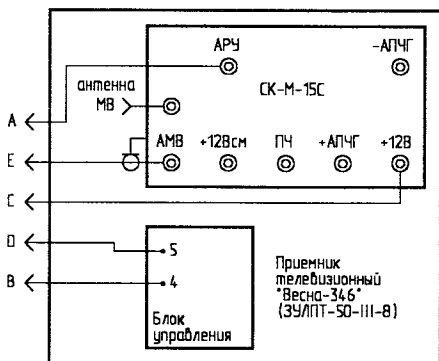 АРУ
-АПЧГ
антенна
МВ
СК-М-15С
А
АМВ
+12Всм
ПЧ
+АПЧГ
+12В
Е
С
D
5
В
4
Блок
управления
Приемник
телевизионный
"Весна-346"
(ЗУЛПТ-50-III-8)